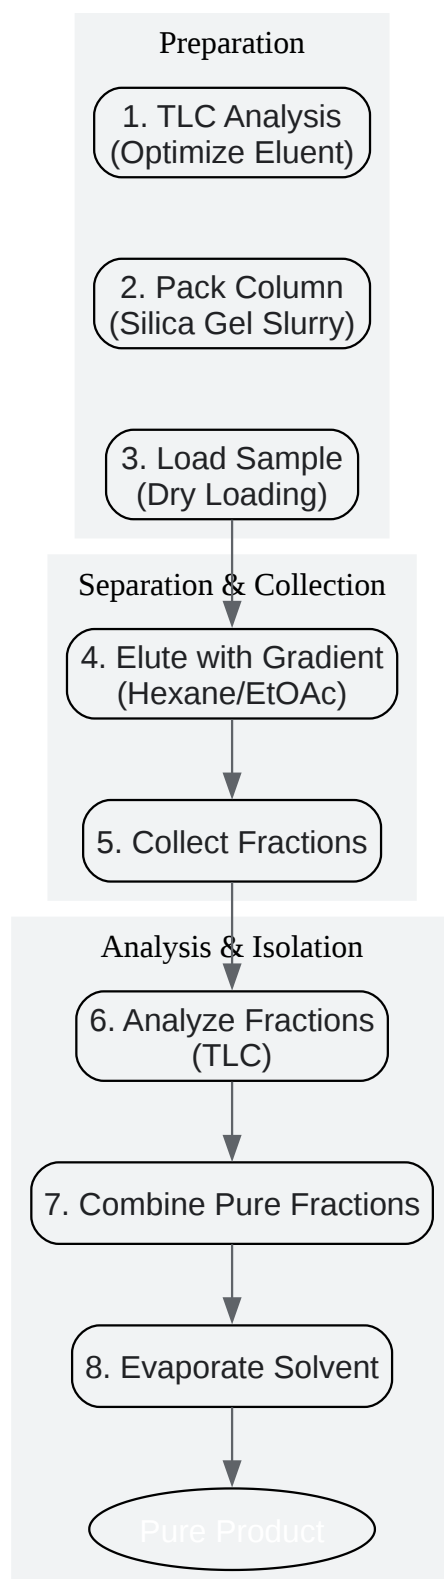 Preparation
1. TLC Analysis
(Optimize Eluent)
2. Pack Column
(Silica Gel Slurry)
3. Load Sample
(Dry Loading)
Separation & Collection
4. Elute with Gradient
(Hexane/EtOAc)
5. Collect Fractions
Analysis & Isolation
6. Analyze Fractions
(TLC)
7. Combine Pure Fractions
8. Evaporate Solvent
Pure Product